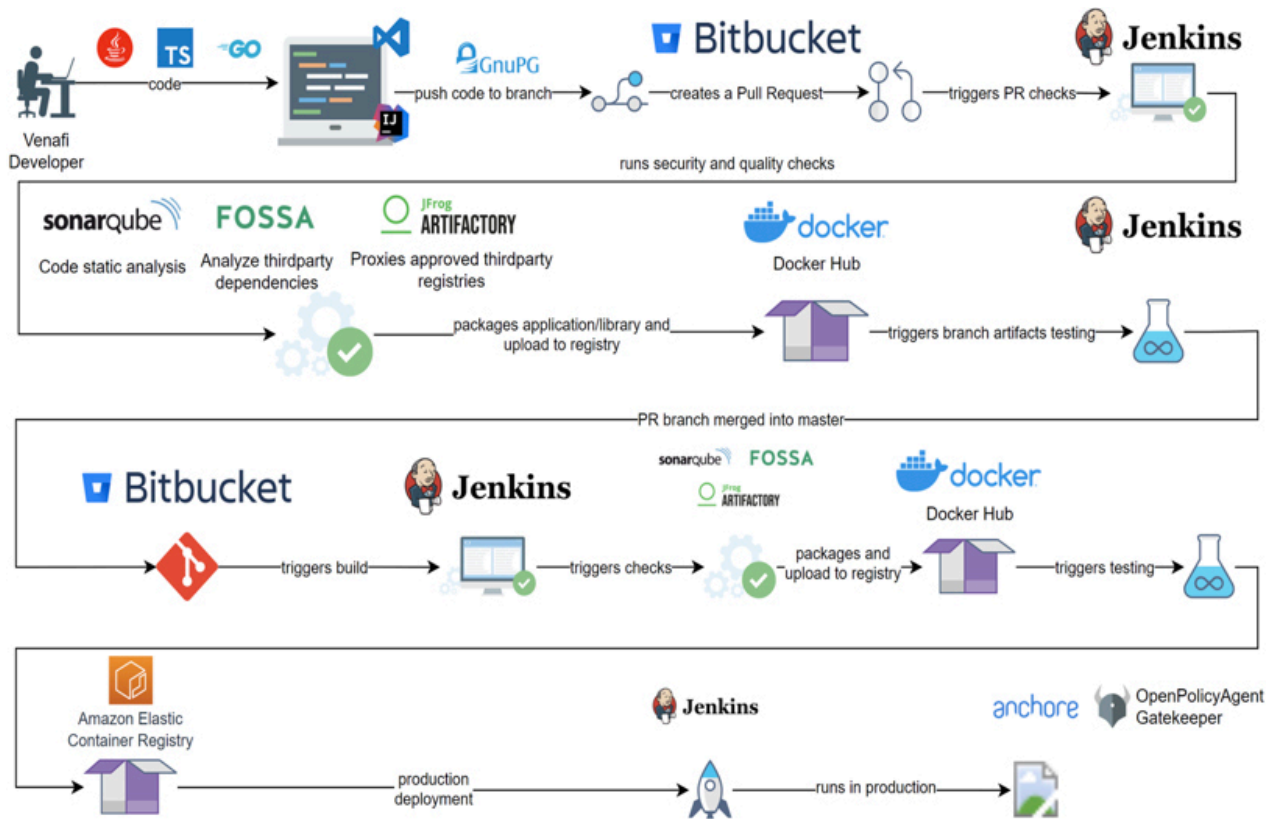 TS
GO
Bitbucket
Jenkins
GnuPG
code
push code to branch
creates a Pull Request
triggers PR checks
IJ
Venafi
Developer
runs security and quality checks
sonarqube
FOSSA
JFrog
ARTIFACTORY
docker
Jenkins
Code static analysis
Analyze thirdparty
dependencies
Proxies approved thirdparty
registries
Docker Hub
packages application/library and
upload to registry
triggers branch artifacts testing
PR branch merged into master
Bitbucket
Jenkins
sonarqube
FOSSA
JFrog
ARTIFACTORY
docker
Docker Hub
triggers build
triggers checks
packages and
upload to registry
triggers testing
Amazon Elastic
Container Registry
Jenkins
anchore
OpenPolicyAgent
Gatekeeper
production
deployment
runs in production